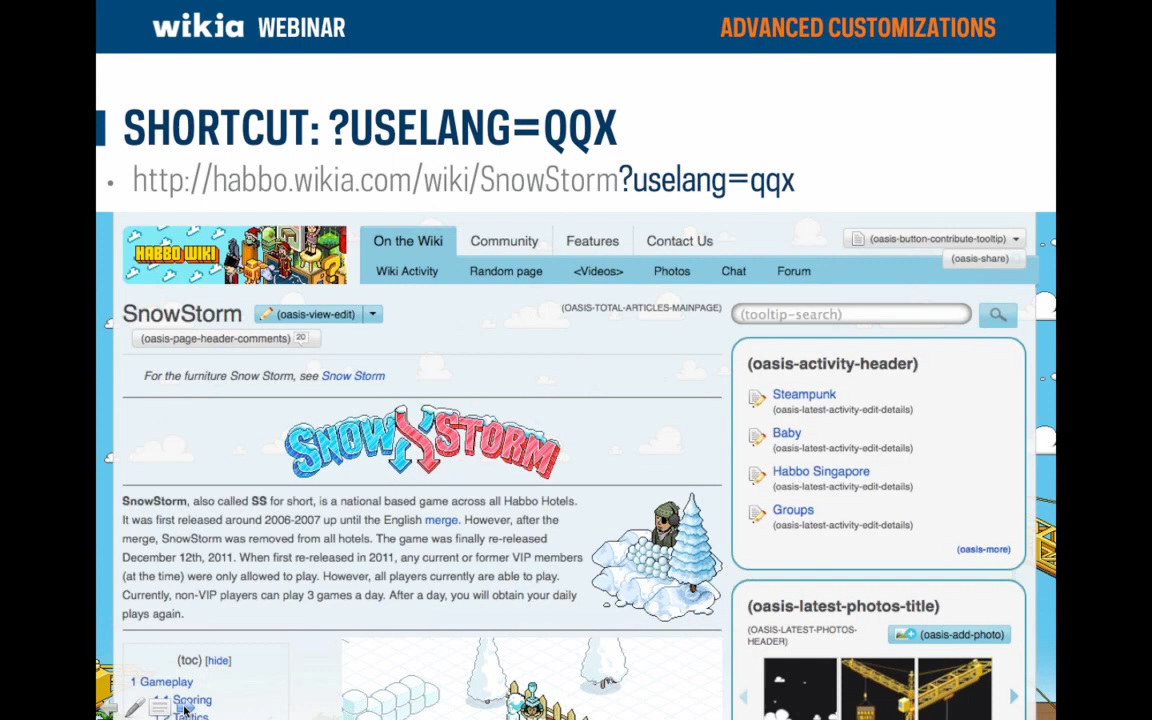 wikia WEBINAR
ADVANCED CUSTOMIZATIONS
SHORTCUT: ?USELANG=QQX
• http://habbo.wikia.com/wiki/SnowStorm?uselang=qqx
HABBO WIKI
On the Wiki Community Features Contact Us
(oasis-button-contribute-tooltip)
(oasis-share)
Wiki Activity Random page <Videos> Photos Chat Forum
SnowStorm
(oasis-view-edit)
(OASIS-TOTAL-ARTICLES-MAINPAGE)
(tooltip-search)
(oasis-page-header-comments) 20
For the furniture Snow Storm, see Snow Storm
SNOW STORM
SnowStorm, also called SS for short, is a national based game across all Habbo Hotels.
It was first released around 2006-2007 up until the English merge. However, after the
merge, SnowStorm was removed from all hotels. The game was finally re-released
December 12th, 2011. When first re-released in 2011, any current or former VIP members
(at the time) were only allowed to play. However, all players currently are able to play.
Currently, non-VIP players can play 3 games a day. After a day, you will obtain your daily
plays again.
(toc) [hide]
1 Gameplay
1.1 Scoring
1.2 Tactics
(oasis-activity-header)
Steampunk
(oasis-latest-activity-edit-details)
Baby
(oasis-latest-activity-edit-details)
Habbo Singapore
(oasis-latest-activity-edit-details)
Groups
(oasis-latest-activity-edit-details)
(oasis-more)
(oasis-latest-photos-title)
(OASIS-LATEST-PHOTOS-
HEADER)
(oasis-add-photo)